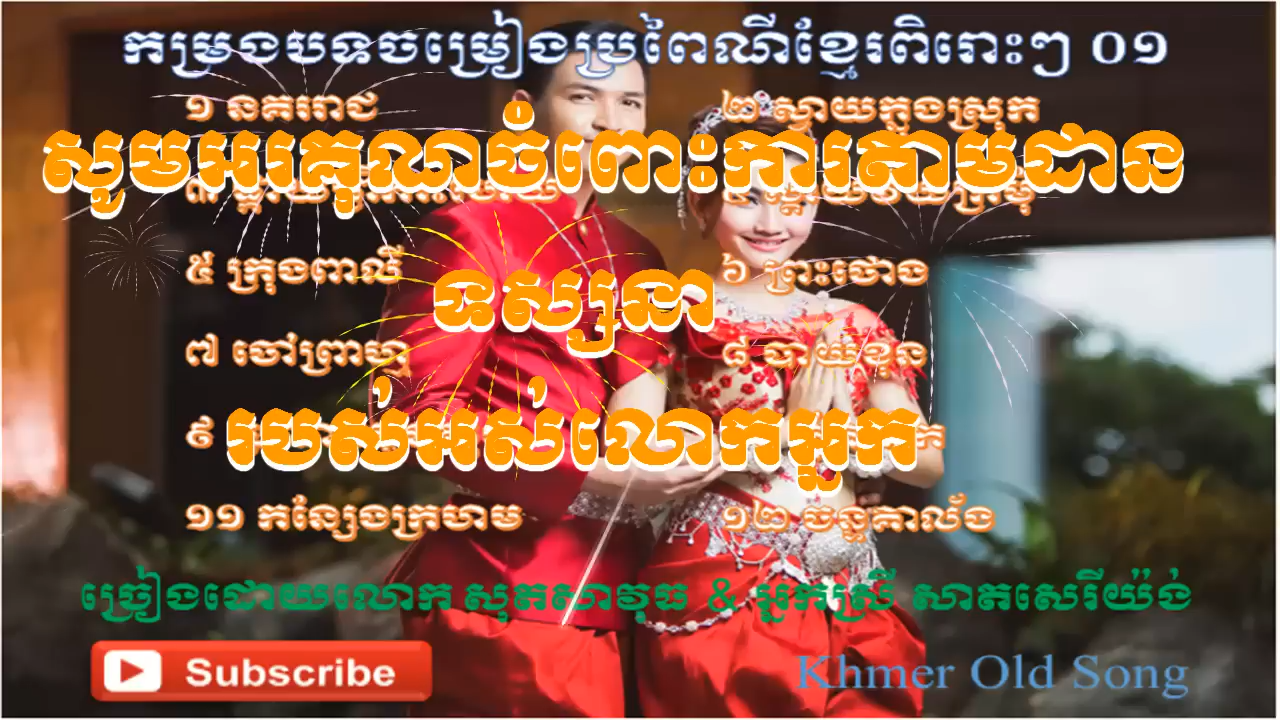 កម្រងបទចម្រៀងប្រពៃណីខ្មែរពិរោះៗ ០១
១ នគររាជ
២ ស្វាយក្នុងស្រុក
សូមអរគុណចំពោះការតាមដាន
៣
៥ ក្រុងពាលី
៦ ព្រះថោង
ទស្សនា
៧ ចៅព្រាហ្ម
៨ បាយខុន
៩
របស់អស់លោកអ្នក
១១ កន្សែងក្រហម
១២ ចន្ទគាល័ង
ច្រៀងដោយលោក សុតសាវុធ & អ្នកស្រី សាតសេរីយ៉ង់
Subscribe
Khmer Old Song